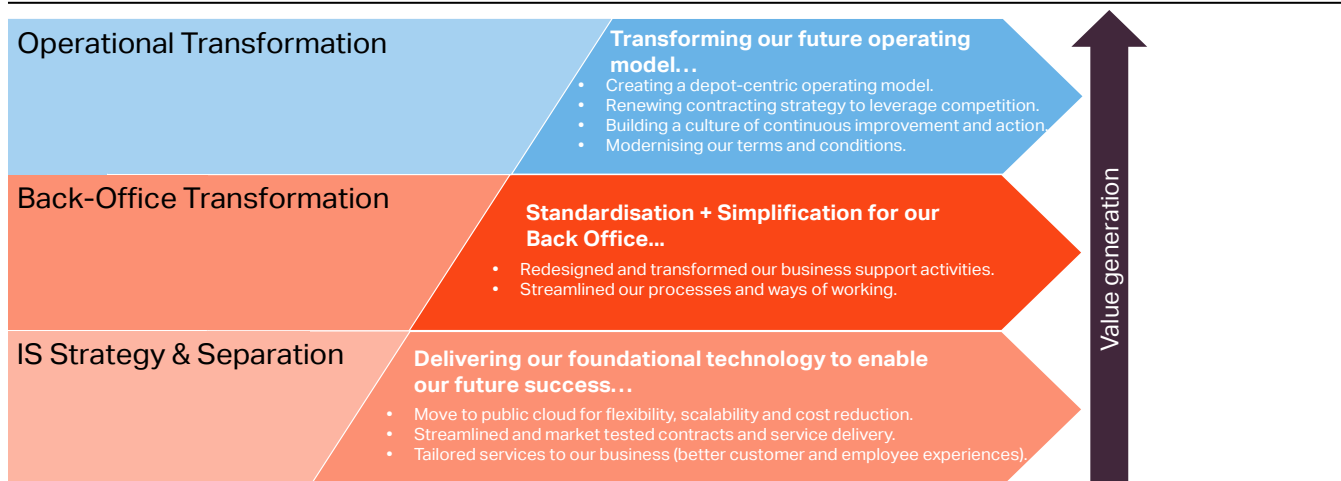 Operational Transformation
Transforming our future operating
model…
• Creating a depot-centric operating model.
• Renewing contracting strategy to leverage competition.
• Building a culture of continuous improvement and action.
• Modernising our terms and conditions.
Back-Office Transformation
Standardisation + Simplification for our
Back Office…
• Redesigned and transformed our business support activities.
• Streamlined our processes and ways of working.
IS Strategy & Separation
Delivering our foundational technology to enable
our future success…
• Move to public cloud for flexibility, scalability and cost reduction.
• Streamlined and market tested contracts and service delivery.
• Tailored services to our business (better customer and employee experiences).
Value generation